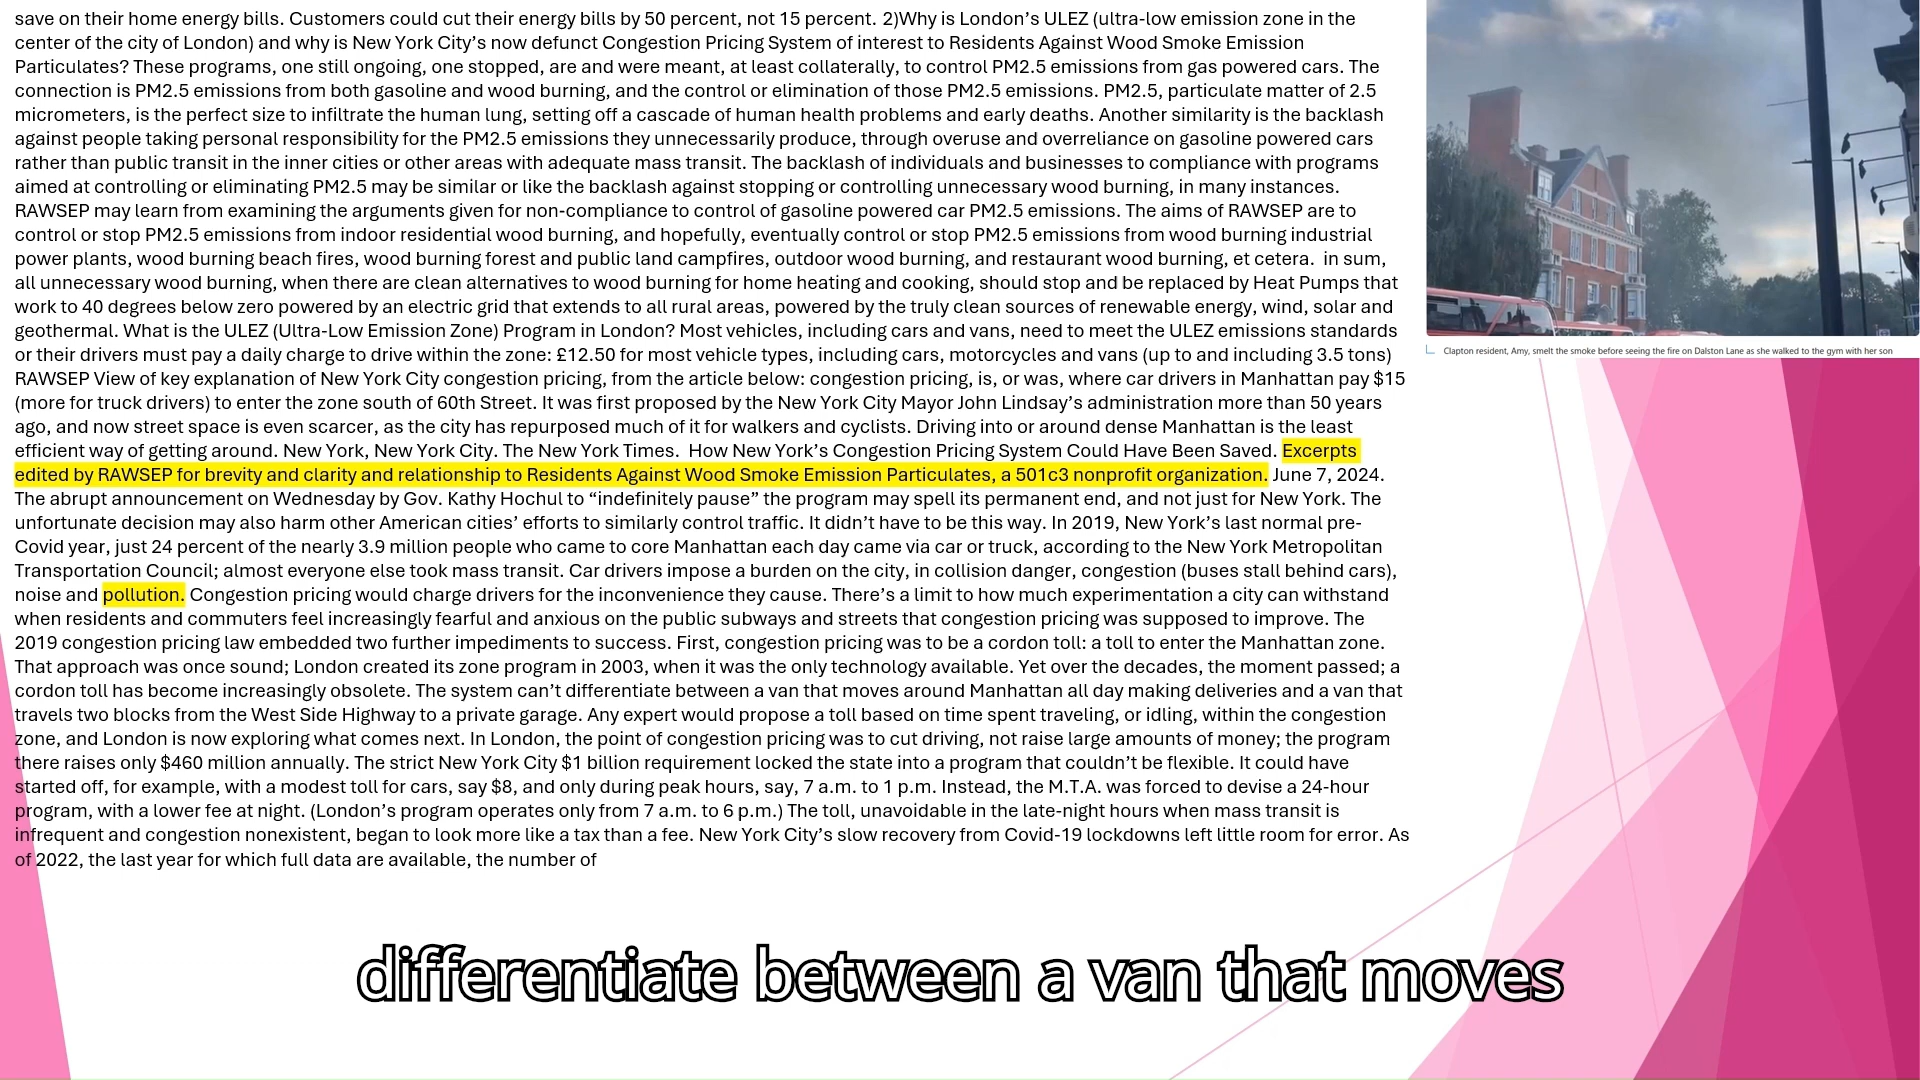 save on their home energy bills. Customers could cut their energy bills by 50 percent, not 15 percent. 2)Why is London’s ULEZ (ultra-low emission zone in the
center of the city of London) and why is New York City’s now defunct Congestion Pricing System of interest to Residents Against Wood Smoke Emission
Particulates? These programs, one still ongoing, one stopped, are and were meant, at least collaterally, to control PM2.5 emissions from gas powered cars. The
connection is PM2.5 emissions from both gasoline and wood burning, and the control or elimination of those PM2.5 emissions. PM2.5, particulate matter of 2.5
micrometers, is the perfect size to infiltrate the human lung, setting off a cascade of human health problems and early deaths. Another similarity is the backlash
against people taking personal responsibility for the PM2.5 emissions they unnecessarily produce, through overuse and overreliance on gasoline powered cars
rather than public transit in the inner cities or other areas with adequate mass transit. The backlash of individuals and businesses to compliance with programs
aimed at controlling or eliminating PM2.5 may be similar or like the backlash against stopping or controlling unnecessary wood burning, in many instances.
RAWSEP may learn from examining the arguments given for non-compliance to control of gasoline powered car PM2.5 emissions. The aims of RAWSEP are to
control or stop PM2.5 emissions from indoor residential wood burning, and hopefully, eventually control or stop PM2.5 emissions from wood burning industrial
power plants, wood burning beach fires, wood burning forest and public land campfires, outdoor wood burning, and restaurant wood burning, et cetera.  in sum,
all unnecessary wood burning, when there are clean alternatives to wood burning for home heating and cooking, should stop and be replaced by Heat Pumps that
work to 40 degrees below zero powered by an electric grid that extends to all rural areas, powered by the truly clean sources of renewable energy, wind, solar and
geothermal. What is the ULEZ (Ultra-Low Emission Zone) Program in London? Most vehicles, including cars and vans, need to meet the ULEZ emissions standards
or their drivers must pay a daily charge to drive within the zone: £12.50 for most vehicle types, including cars, motorcycles and vans (up to and including 3.5 tons)
RAWSEP View of key explanation of New York City congestion pricing, from the article below: congestion pricing, is, or was, where car drivers in Manhattan pay $15
(more for truck drivers) to enter the zone south of 60th Street. It was first proposed by the New York City Mayor John Lindsay’s administration more than 50 years
ago, and now street space is even scarcer, as the city has repurposed much of it for walkers and cyclists. Driving into or around dense Manhattan is the least
efficient way of getting around. New York, New York City. The New York Times.  How New York’s Congestion Pricing System Could Have Been Saved. Excerpts
edited by RAWSEP for brevity and clarity and relationship to Residents Against Wood Smoke Emission Particulates, a 501c3 nonprofit organization. June 7, 2024.
The abrupt announcement on Wednesday by Gov. Kathy Hochul to “indefinitely pause” the program may spell its permanent end, and not just for New York. The
unfortunate decision may also harm other American cities’ efforts to similarly control traffic. It didn’t have to be this way. In 2019, New York’s last normal pre-
Covid year, just 24 percent of the nearly 3.9 million people who came to core Manhattan each day came via car or truck, according to the New York Metropolitan
Transportation Council; almost everyone else took mass transit. Car drivers impose a burden on the city, in collision danger, congestion (buses stall behind cars),
noise and pollution. Congestion pricing would charge drivers for the inconvenience they cause. There’s a limit to how much experimentation a city can withstand
when residents and commuters feel increasingly fearful and anxious on the public subways and streets that congestion pricing was supposed to improve. The
2019 congestion pricing law embedded two further impediments to success. First, congestion pricing was to be a cordon toll: a toll to enter the Manhattan zone.
That approach was once sound; London created its zone program in 2003, when it was the only technology available. Yet over the decades, the moment passed; a
cordon toll has become increasingly obsolete. The system can’t differentiate between a van that moves around Manhattan all day making deliveries and a van that
travels two blocks from the West Side Highway to a private garage. Any expert would propose a toll based on time spent traveling, or idling, within the congestion
zone, and London is now exploring what comes next. In London, the point of congestion pricing was to cut driving, not raise large amounts of money; the program
there raises only $460 million annually. The strict New York City $1 billion requirement locked the state into a program that couldn’t be flexible. It could have
started off, for example, with a modest toll for cars, say $8, and only during peak hours, say, 7 a.m. to 1 p.m. Instead, the M.T.A. was forced to devise a 24-hour
program, with a lower fee at night. (London’s program operates only from 7 a.m. to 6 p.m.) The toll, unavoidable in the late-night hours when mass transit is
infrequent and congestion nonexistent, began to look more like a tax than a fee. New York City’s slow recovery from Covid-19 lockdowns left little room for error. As
of 2022, the last year for which full data are available, the number of
Clapton resident, Amy, smelt the smoke before seeing the fire on Dalston Lane as she walked to the gym with her son
differentiate between a van that moves